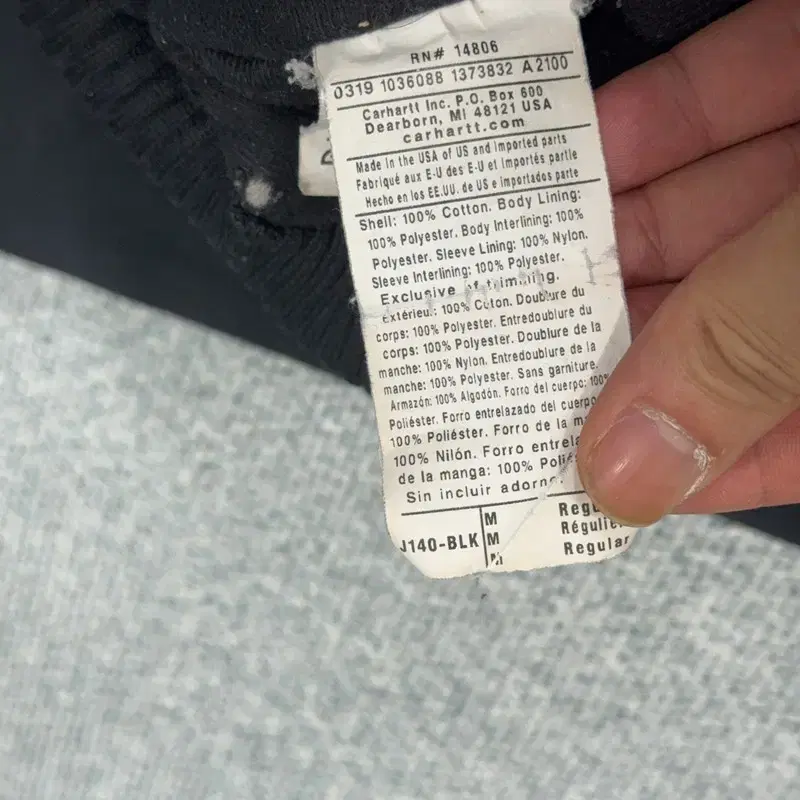 RN# 14806
0319 1036088 1373832 A2100
Carhartt Inc. P.O. Box 600
Dearborn, MI 48121 USA
carhartt.com
Made in the USA of US and imported parts
Fabriqué aux E-U des E-U et importés partie
Hecho en los EE.UU. de US e importados parte
Shell: 100% Cotton. Body Lining:
100% Polyester. Body Interlining: 100%
Polyester. Sleeve Lining: 100% Nylon.
Sleeve Interlining: 100% Polyester.
Exclusive of trimming.
Extérieur: 100% Coton. Doublure du
corps: 100% Polyester. Entredoublure du
corps: 100% Polyester. Doublure de la
manche: 100% Nylon. Entredoublure de la
manche: 100% Polyester. Sans garniture.
Armazón: 100% Algodón. Forro del cuerpo: 100%
Poliéster. Forro entrelazado del cuerpo
100% Poliéster. Forro de la
100% Nilón. Forro
de la manga: 100%
Sin incluir
J140-BLK M
M Régulier
M Regular